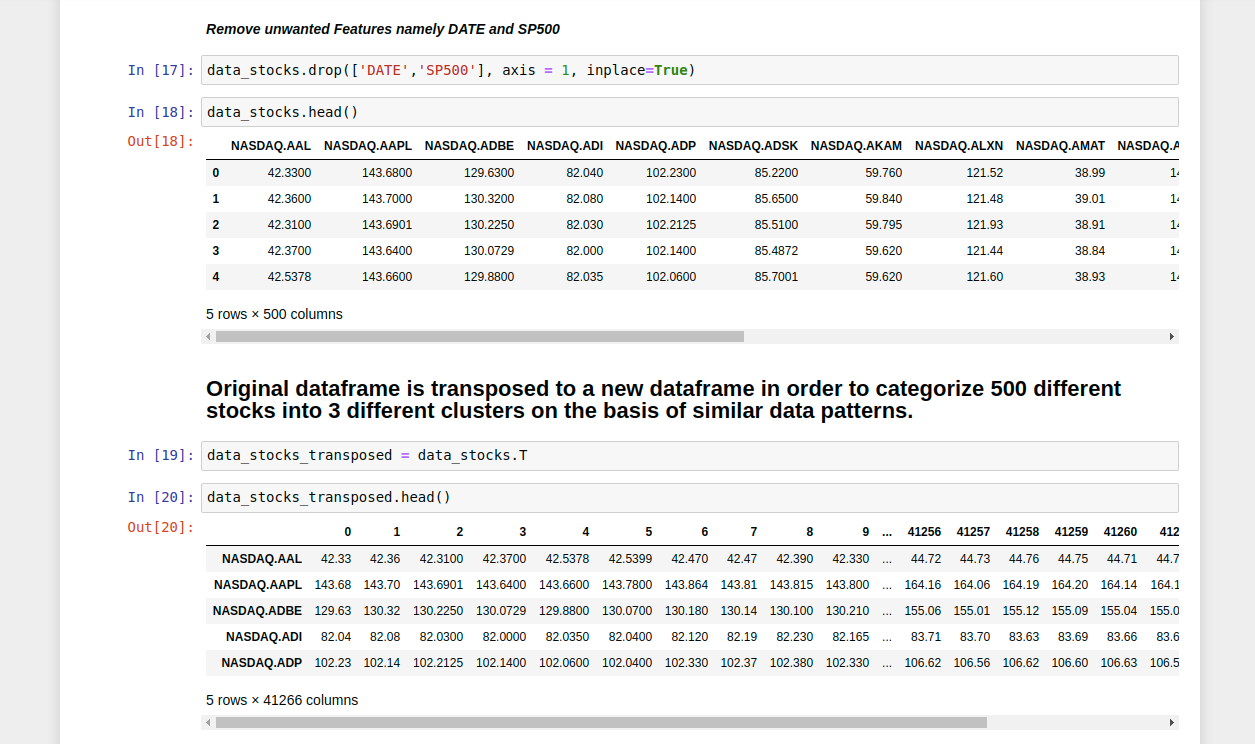 Remove unwanted Features namely DATE and SP500
In [17]: data_stocks.drop(['DATE','SP500'], axis = 1, inplace=True)
In [18]: data_stocks.head()
Out[18]:
NASDAQ.AAL NASDAQ.AAPL NASDAQ.ADBE NASDAQ.ADI NASDAQ.ADP NASDAQ.ADSK NASDAQ.AKAM NASDAQ.ALXN NASDAQ.AMAT NASDAQ.A
0 42.3300 143.6800 129.6300 82.040 102.2300 85.2200 59.760 121.52 38.99 14
1 42.3600 143.7000 130.3200 82.080 102.1400 85.6500 59.840 121.48 39.01 14
2 42.3100 143.6901 130.2250 82.030 102.2125 85.5100 59.795 121.93 38.91 14
3 42.3700 143.6400 130.0729 82.000 102.1400 85.4872 59.620 121.44 38.84 14
4 42.5378 143.6600 129.8800 82.035 102.0600 85.7001 59.620 121.60 38.93 14
5 rows × 500 columns
Original dataframe is transposed to a new dataframe in order to categorize 500 different
stocks into 3 different clusters on the basis of similar data patterns.
In [19]: data_stocks_transposed = data_stocks.T
In [20]: data_stocks_transposed.head()
Out[20]:
0 1 2 3 4 5 6 7 8 9 ... 41256 41257 41258 41259 41260 412
NASDAQ.AAL 42.33 42.36 42.3100 42.3700 42.5378 42.5399 42.470 42.47 42.390 42.330 ... 44.72 44.73 44.76 44.75 44.71 44.7
NASDAQ.AAPL 143.68 143.70 143.6901 143.6400 143.6600 143.7800 143.864 143.81 143.815 143.800 ... 164.16 164.06 164.19 164.20 164.14 164.1
NASDAQ.ADBE 129.63 130.32 130.2250 130.0729 129.8800 130.0700 130.180 130.14 130.100 130.210 ... 155.06 155.01 155.12 155.09 155.04 155.0
NASDAQ.ADI 82.04 82.08 82.0300 82.0000 82.0350 82.0400 82.120 82.19 82.230 82.165 ... 83.71 83.70 83.63 83.69 83.66 83.6
NASDAQ.ADP 102.23 102.14 102.2125 102.1400 102.0600 102.0400 102.330 102.37 102.380 102.330 ... 106.62 106.56 106.62 106.60 106.63 106.5
5 rows × 41266 columns